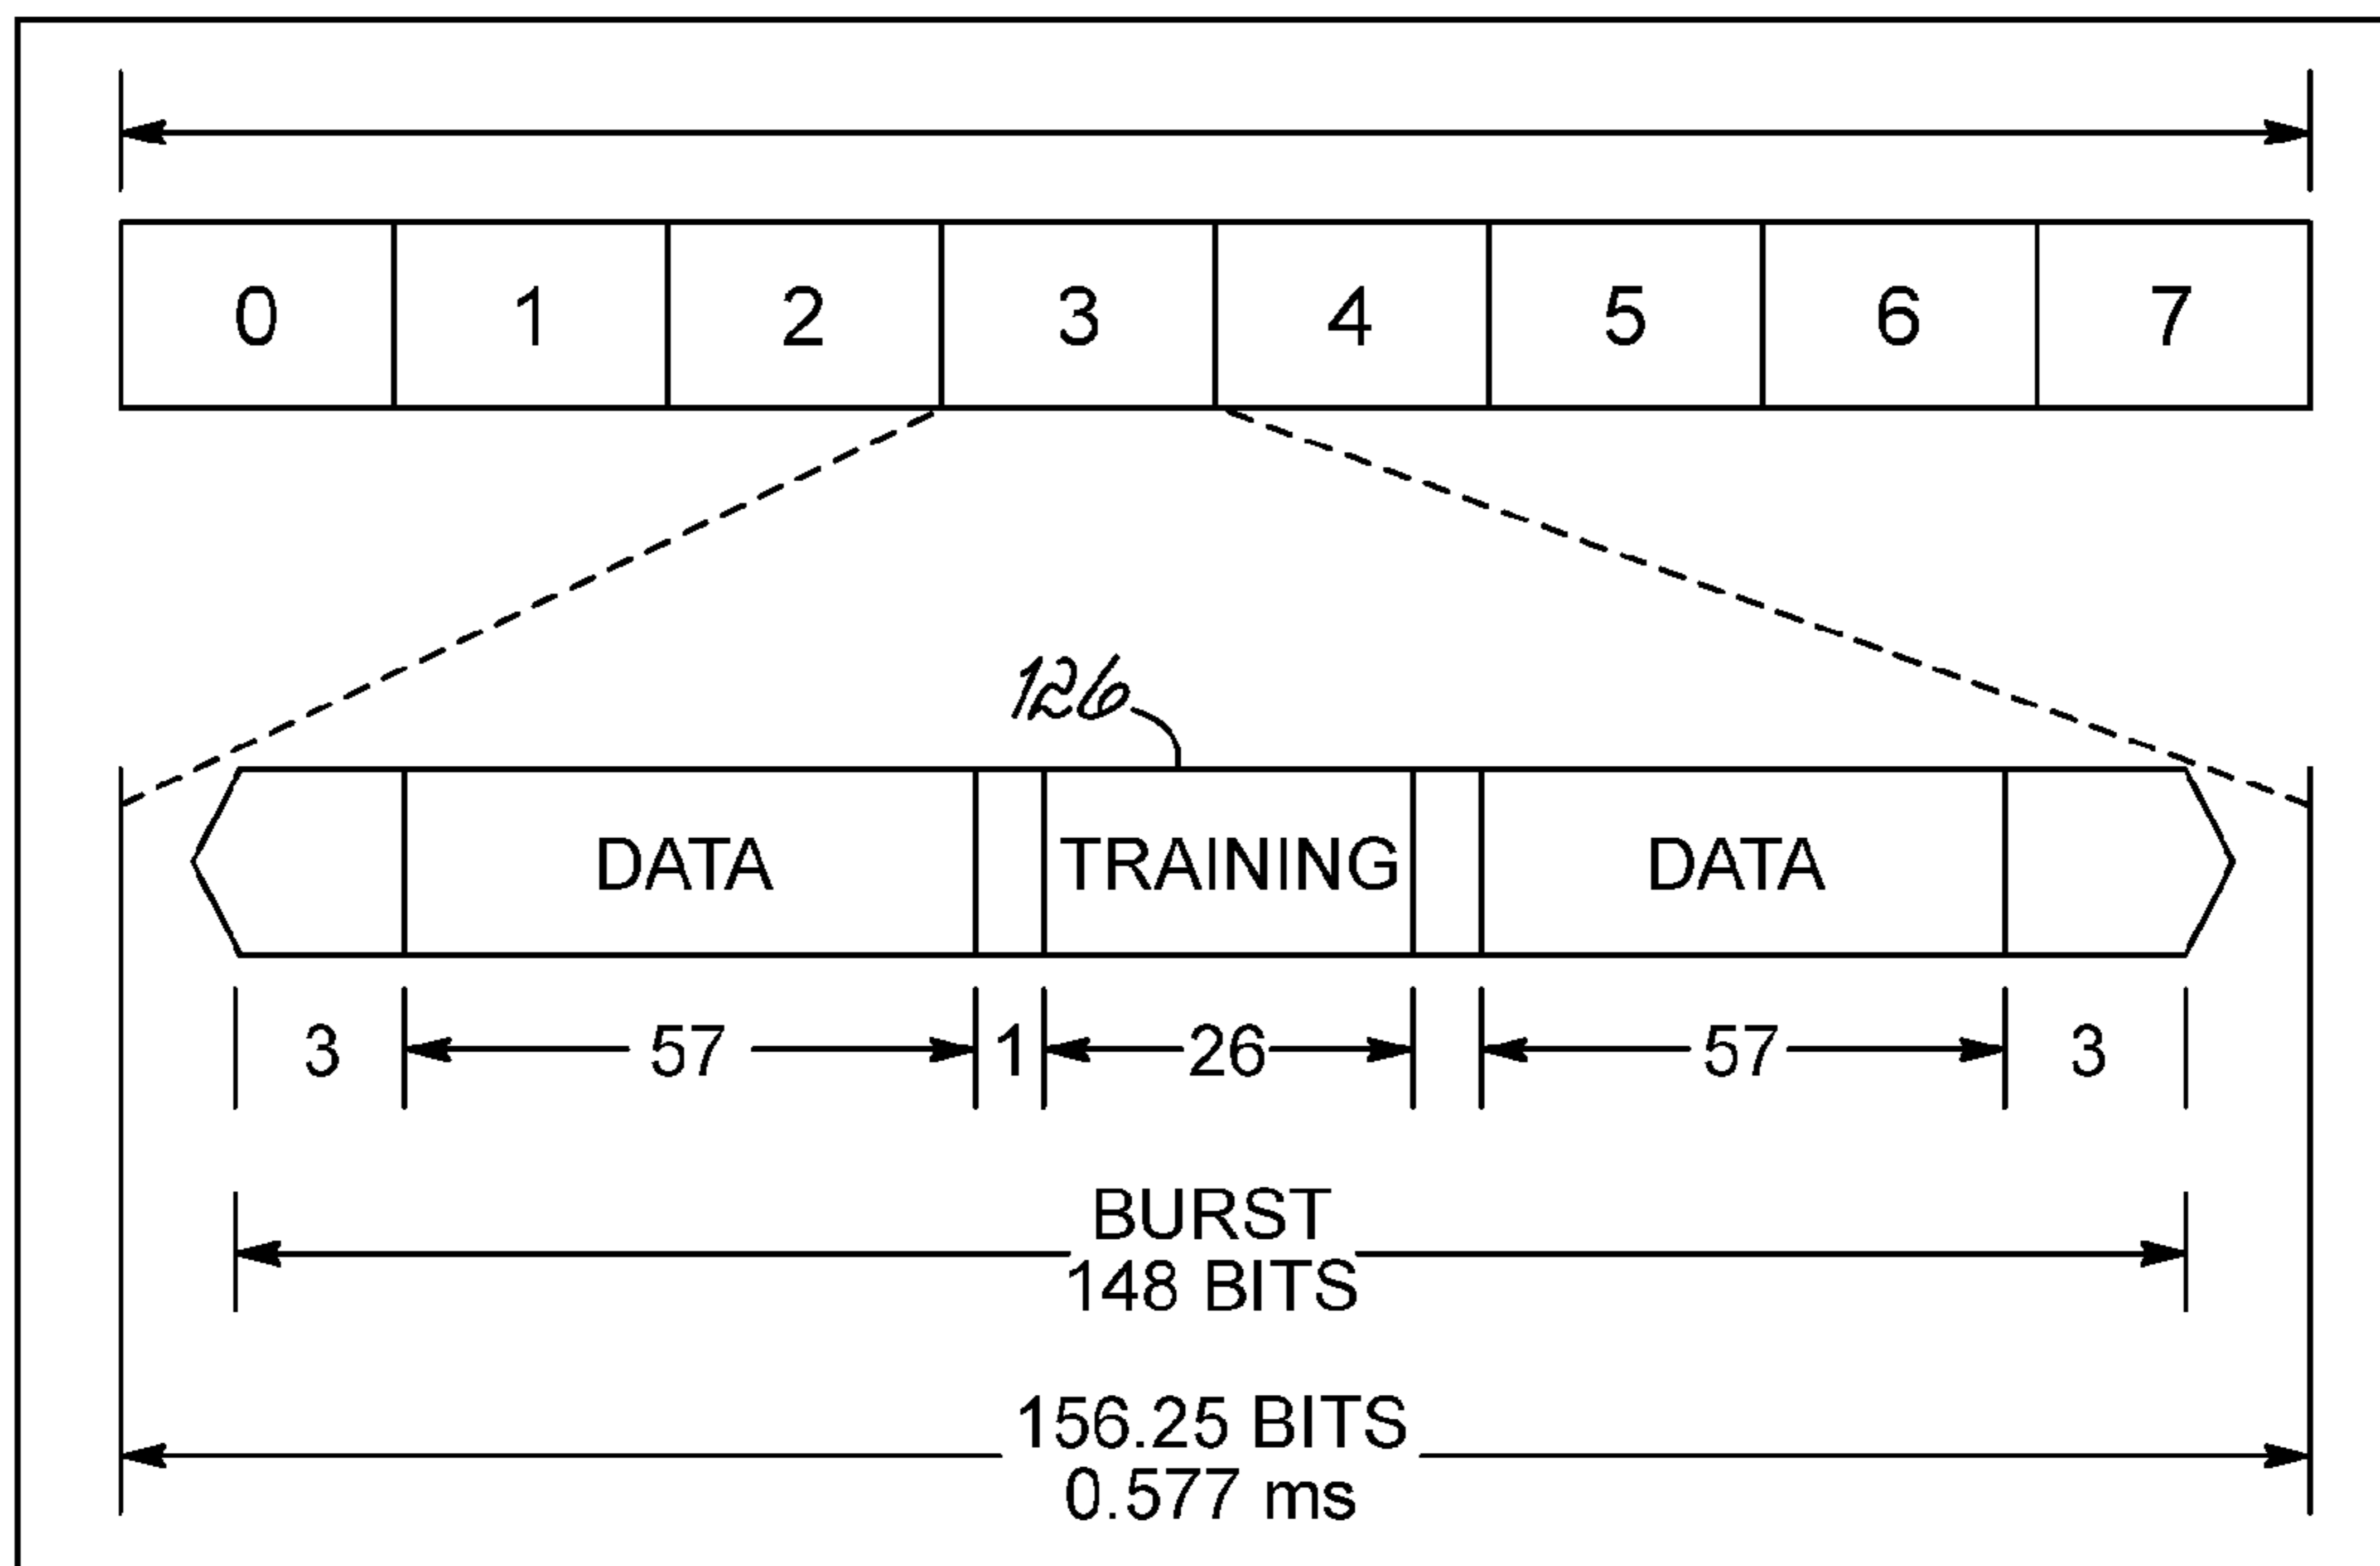 0 1 2 3 4 5 6 7
126
DATA TRAINING DATA
3 57 1 26 57 3
BURST
148 BITS
156.25 BITS
0.577 ms